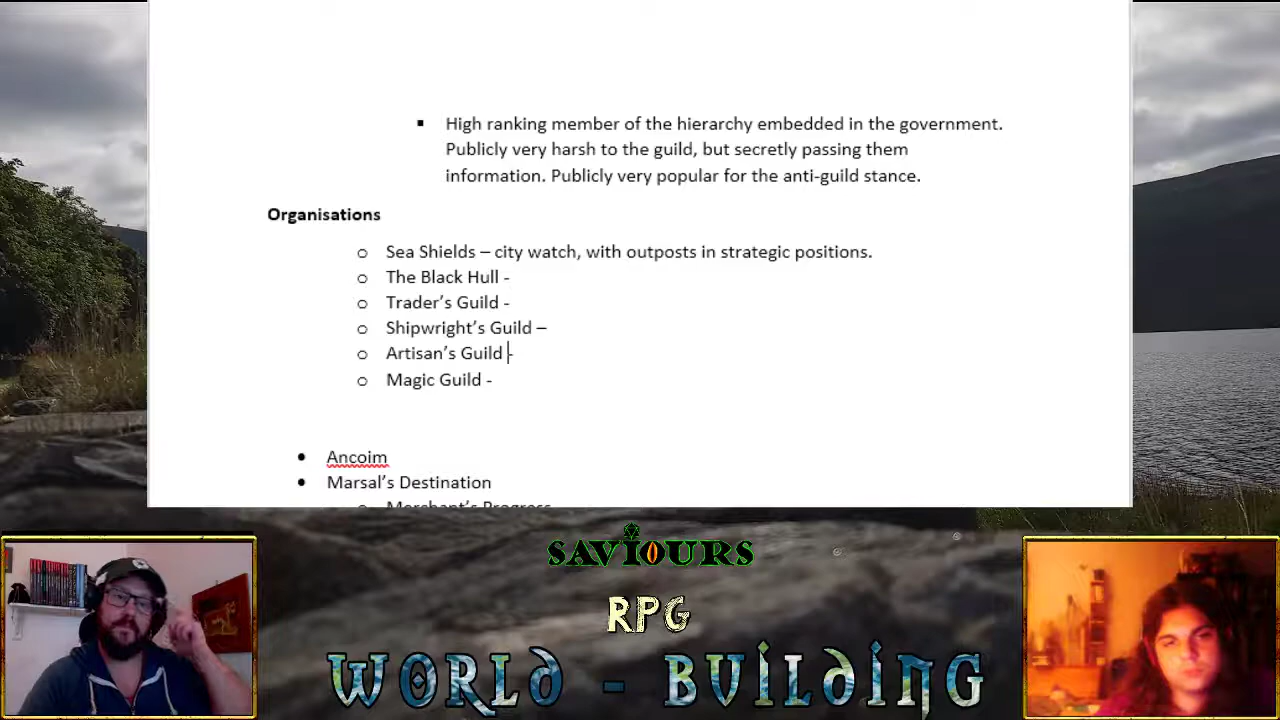 ▪ High ranking member of the hierarchy embedded in the government.
Publicly very harsh to the guild, but secretly passing them
information. Publicly very popular for the anti-guild stance.
Organisations
o Sea Shields – city watch, with outposts in strategic positions.
o The Black Hull -
o Trader’s Guild -
o Shipwright’s Guild –
o Artisan’s Guild -
o Magic Guild -
• Ancoim
• Marsal’s Destination
o Merchant’s Progress
SAVIOURS
RPG
WORLD - BUILDING